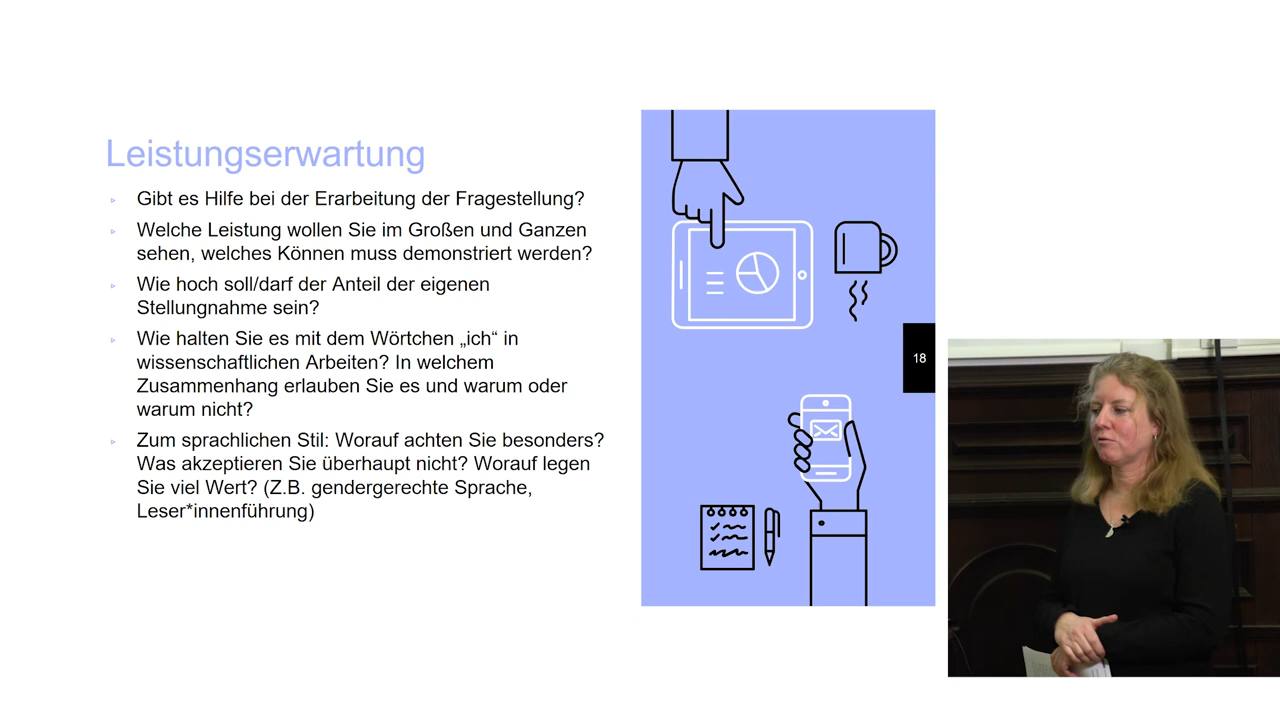 Leistungserwartung
Gibt es Hilfe bei der Erarbeitung der Fragestellung?
Welche Leistung wollen Sie im Großen und Ganzen
sehen, welches Können muss demonstriert werden?
Wie hoch soll/darf der Anteil der eigenen
Stellungnahme sein?
Wie halten Sie es mit dem Wörtchen „ich“ in
wissenschaftlichen Arbeiten? In welchem
Zusammenhang erlauben Sie es und warum oder
warum nicht?
Zum sprachlichen Stil: Worauf achten Sie besonders?
Was akzeptieren Sie überhaupt nicht? Worauf legen
Sie viel Wert? (Z.B. gendergerechte Sprache,
Leser*innenführung)
18